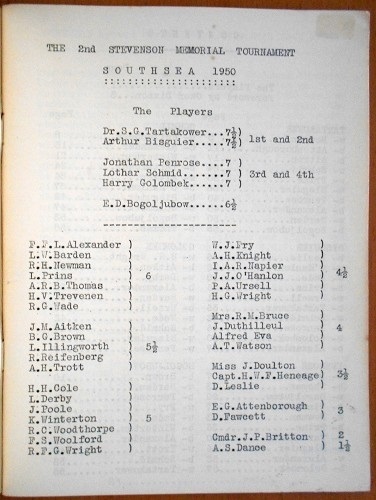 THE 2nd STEVENSON MEMORIAL TOURNAMENT
SOUTHSEA 1950
:::::::::::::::::::::::
The Players
Dr.S.G.Tartakower...7½)
Arthur Bisguier.....7½) 1st and 2nd
Jonathan Penrose....7 )
Lothar Schmid.......7 ) 3rd and 4th
Harry Golombek......7 )
E.D.Bogoljubow......6½
------------------------
F.F.L.Alexander )
L.W.Barden )
R.H.Newman )
L.Prins ) 6
A.R.B.Thomas )
H.V.Trevenen )
R.G.Wade )
J.M.Aitken )
B.G.Brown )
L.Illingworth ) 5½
R.Reifenberg )
A.H.Trott )
H.H.Cole )
L.Derby )
J.Poole )
K.Winterton ) 5
R.C.Woodthorpe )
F.S.Woolford )
R.F.G.Wright )
W.J.Fry )
A.H.Knight )
I.A.R.Napier )
J.J.O'Hanlon ) 4½
P.A.Ursell )
H.G.Wright )
Mrs.R.M.Bruce )
J.Duthilleul ) 4
Alfred Eva )
A.T.Watson )
Miss J.Doulton )
Capt.H.W.F.Heneage) 3½
D.Leslie )
E.G.Attenborough )
D.Fawcett ) 3
Cmdr.J.P.Britton ) 2
A.S.Dance ) 1½